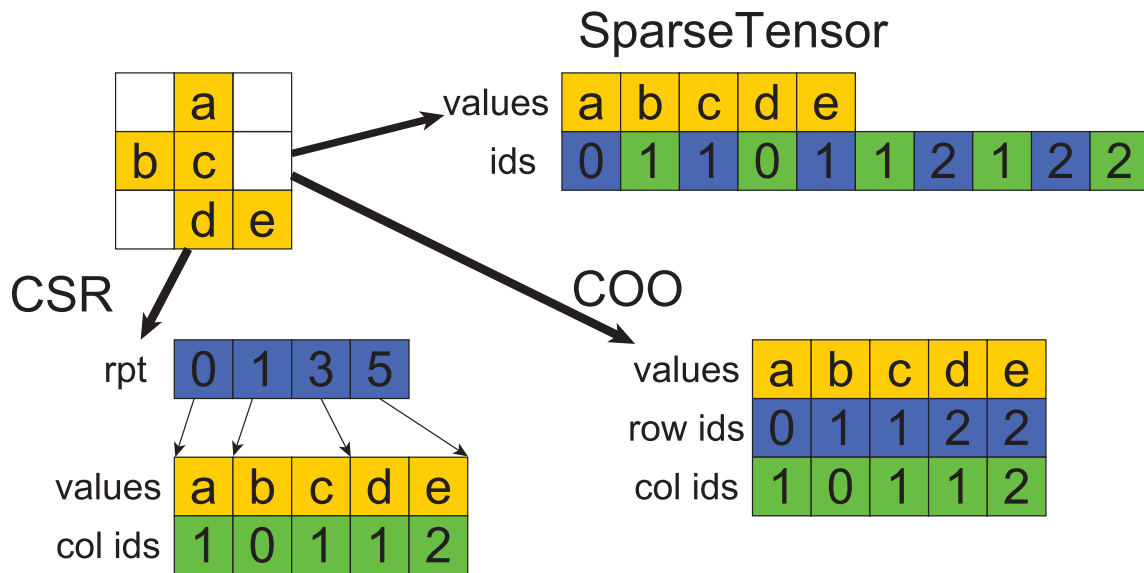 SparseTensor
values a b c d e
ids 0 1 1 0 1 1 2 1 2 2
a
b c
d e
CSR
rpt 0 1 3 5
values a b c d e
col ids 1 0 1 1 2
COO
values a b c d e
row ids 0 1 1 2 2
col ids 1 0 1 1 2